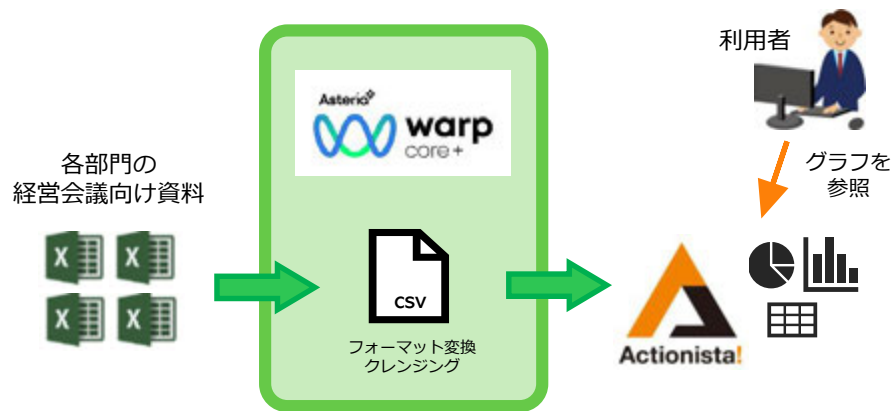 各部門の
経営会議向け資料
X
X
X
X
Asteria
warp
core+
CSV
フォーマット変換
クレンジング
利用者
グラフを
参照
Actionista!